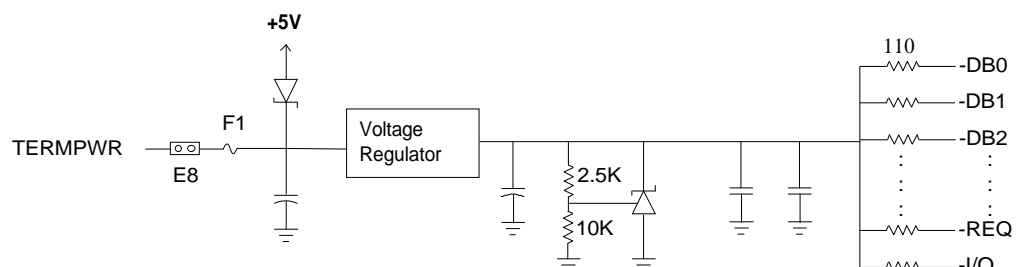 +5V
110
-DB0
F1
-DB1
TERMPWR
Voltage
Regulator
-DB2
E8
2.5K
10K
-REQ
-I/O